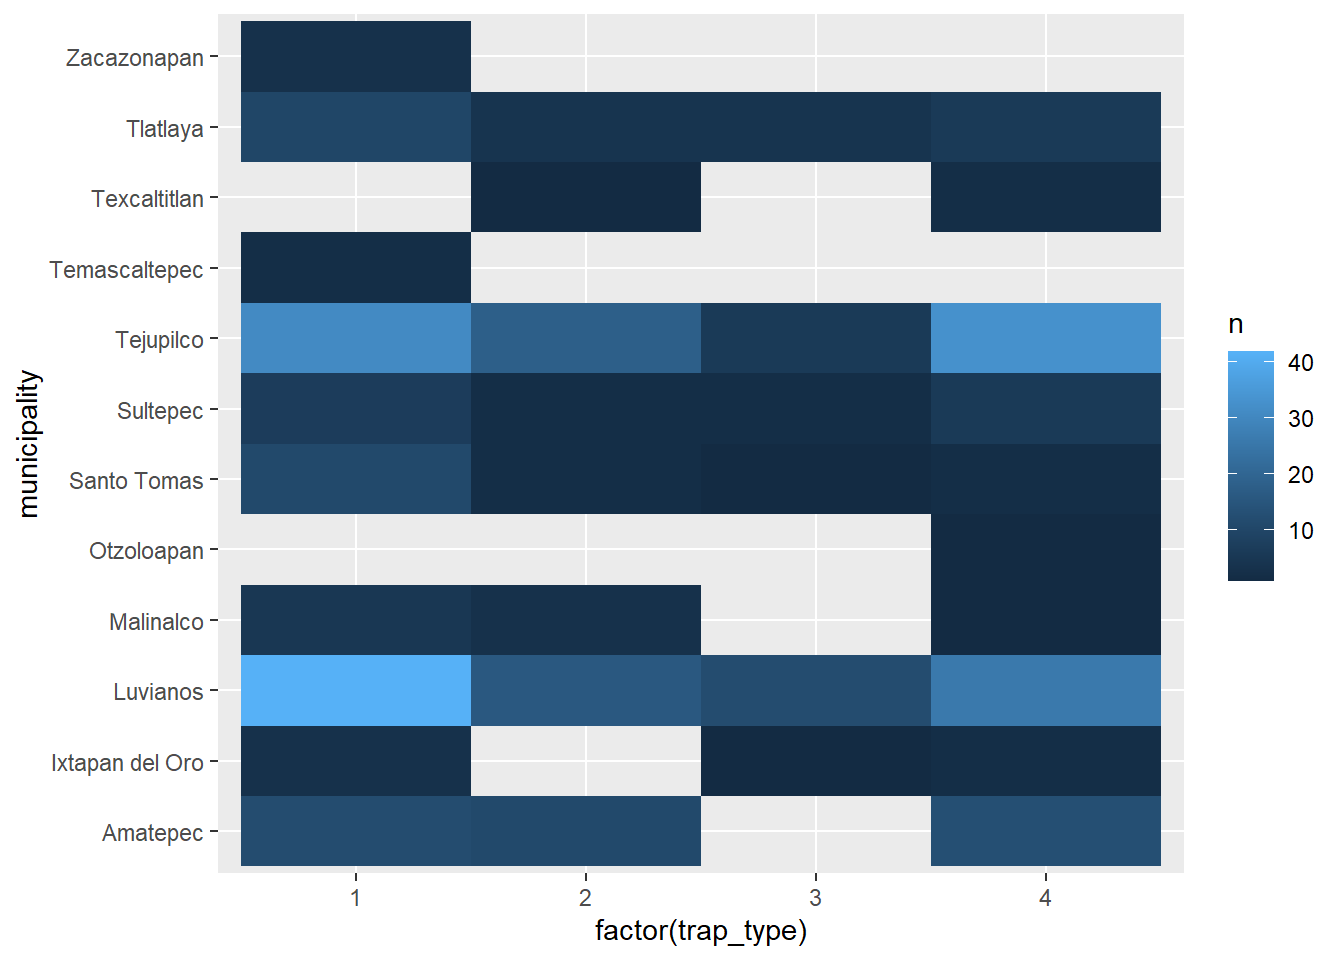 municipality
Zacazonapan
Tlatlaya
Texcaltitlan
Temascaltepec
Tejupilco
Sultepec
Santo Tomas
Otzoloapan
Malinalco
Luvianos
Ixtapan del Oro
Amatepec
1 2 3 4
factor(trap_type)
n
40
30
20
10